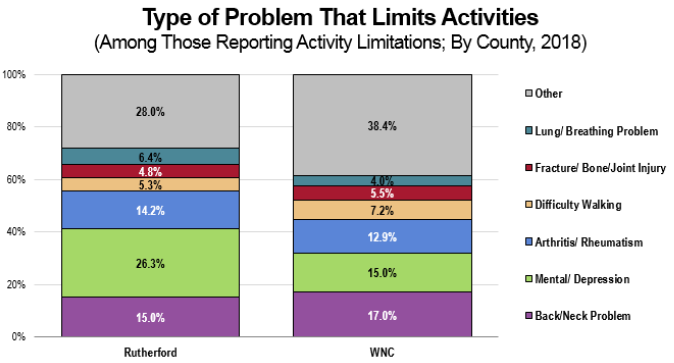 Type of Problem That Limits Activities
(Among Those Reporting Activity Limitations; By County, 2018)
100%
80%
60%
40%
20%
0%
28.0%
6.4%
4.8%
5.3%
14.2%
26.3%
15.0%
38.4%
4.0%
5.5%
7.2%
12.9%
15.0%
17.0%
Rutherford
WNC
Other
Lung/ Breathing Problem
Fracture/ Bone/Joint Injury
Difficulty Walking
Arthritis/ Rheumatism
Mental/ Depression
Back/Neck Problem